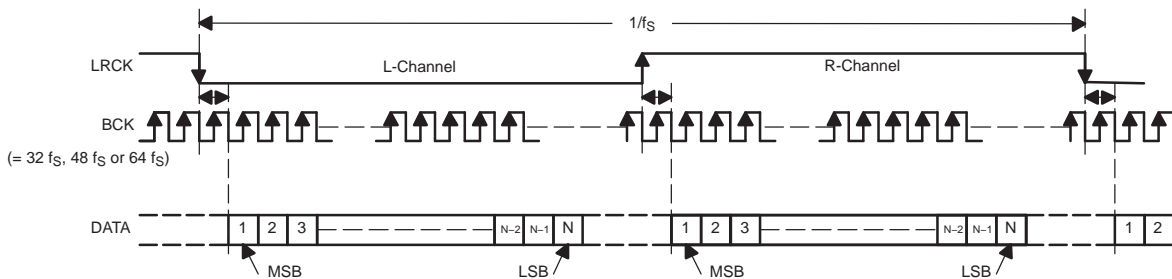 1/fS
LRCK
L-Channel
R-Channel
BCK
(= 32 fS, 48 fS or 64 fS)
DATA
1 2 3 N–2 N–1 N 1 2 3 N–2 N–1 N 1 2
MSB LSB MSB LSB